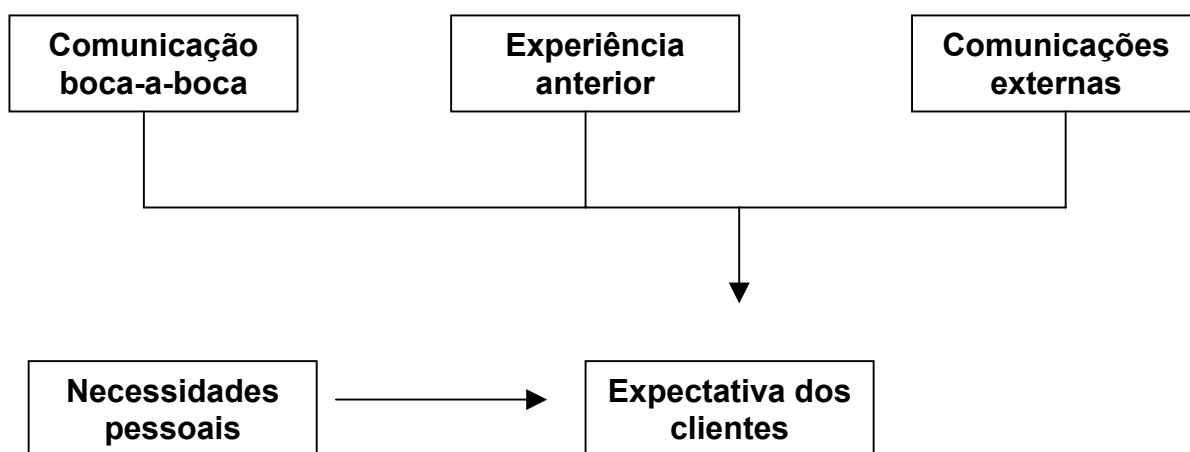 Comunicação
boca-a-boca
Experiência
anterior
Comunicações
externas
Necessidades
pessoais
Expectativa dos
clientes